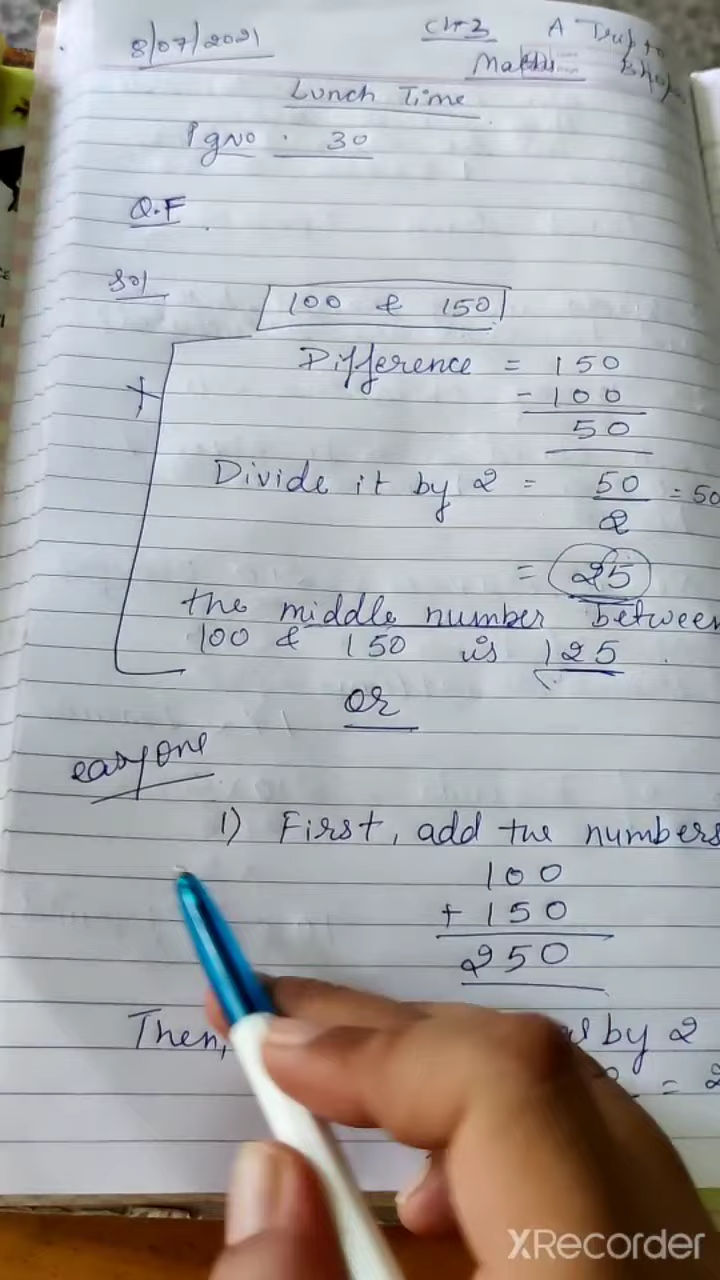 8/07/2021
Ch-3 A Trip to
Maths
Lunch Time
Pg No. 30
Q.F
Sol
100 & 150
Difference = 150
- 100
50
Divide it by 2 = 50 = 50
2
= 25
the middle number between
100 & 150 is 125
or
easy one
1) First, add the numbers
100
+ 150
250
Then, by 2
= 2
XRecorder